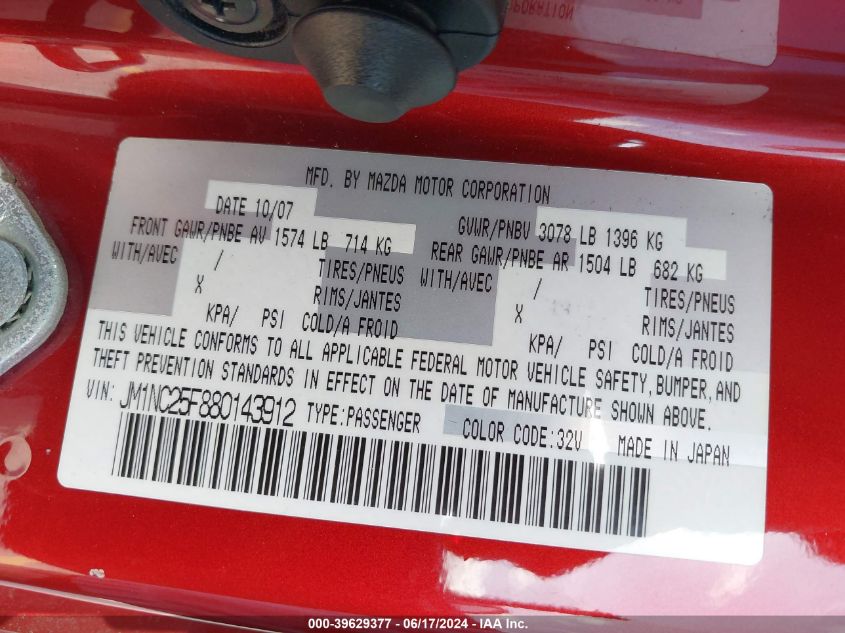 PORATION
MFD. BY MAZDA MOTOR CORPORATION
DATE 10/07 GVWR/PNBV 3078 LB 1396 KG
FRONT GAWR/PNBE AV 1574 LB 714 KG REAR GAWR/PNBE AR 1504 LB 682 KG
WITH/AVEC / TIRES/PNEUS WITH/AVEC / TIRES/PNEUS
X RIMS/JANTES X RIMS/JANTES
KPA/ PSI COLD/A FROID KPA/ PSI COLD/A FROID
THIS VEHICLE CONFORMS TO ALL APPLICABLE FEDERAL MOTOR VEHICLE SAFETY, BUMPER, AND
THEFT PREVENTION STANDARDS IN EFFECT ON THE DATE OF MANUFACTURE SHOWN ABOVE.
VIN: JM1NC25F880143912 TYPE:PASSENGER COLOR CODE:32V MADE IN JAPAN
000-39629377 - 06/17/2024 - IAA Inc.